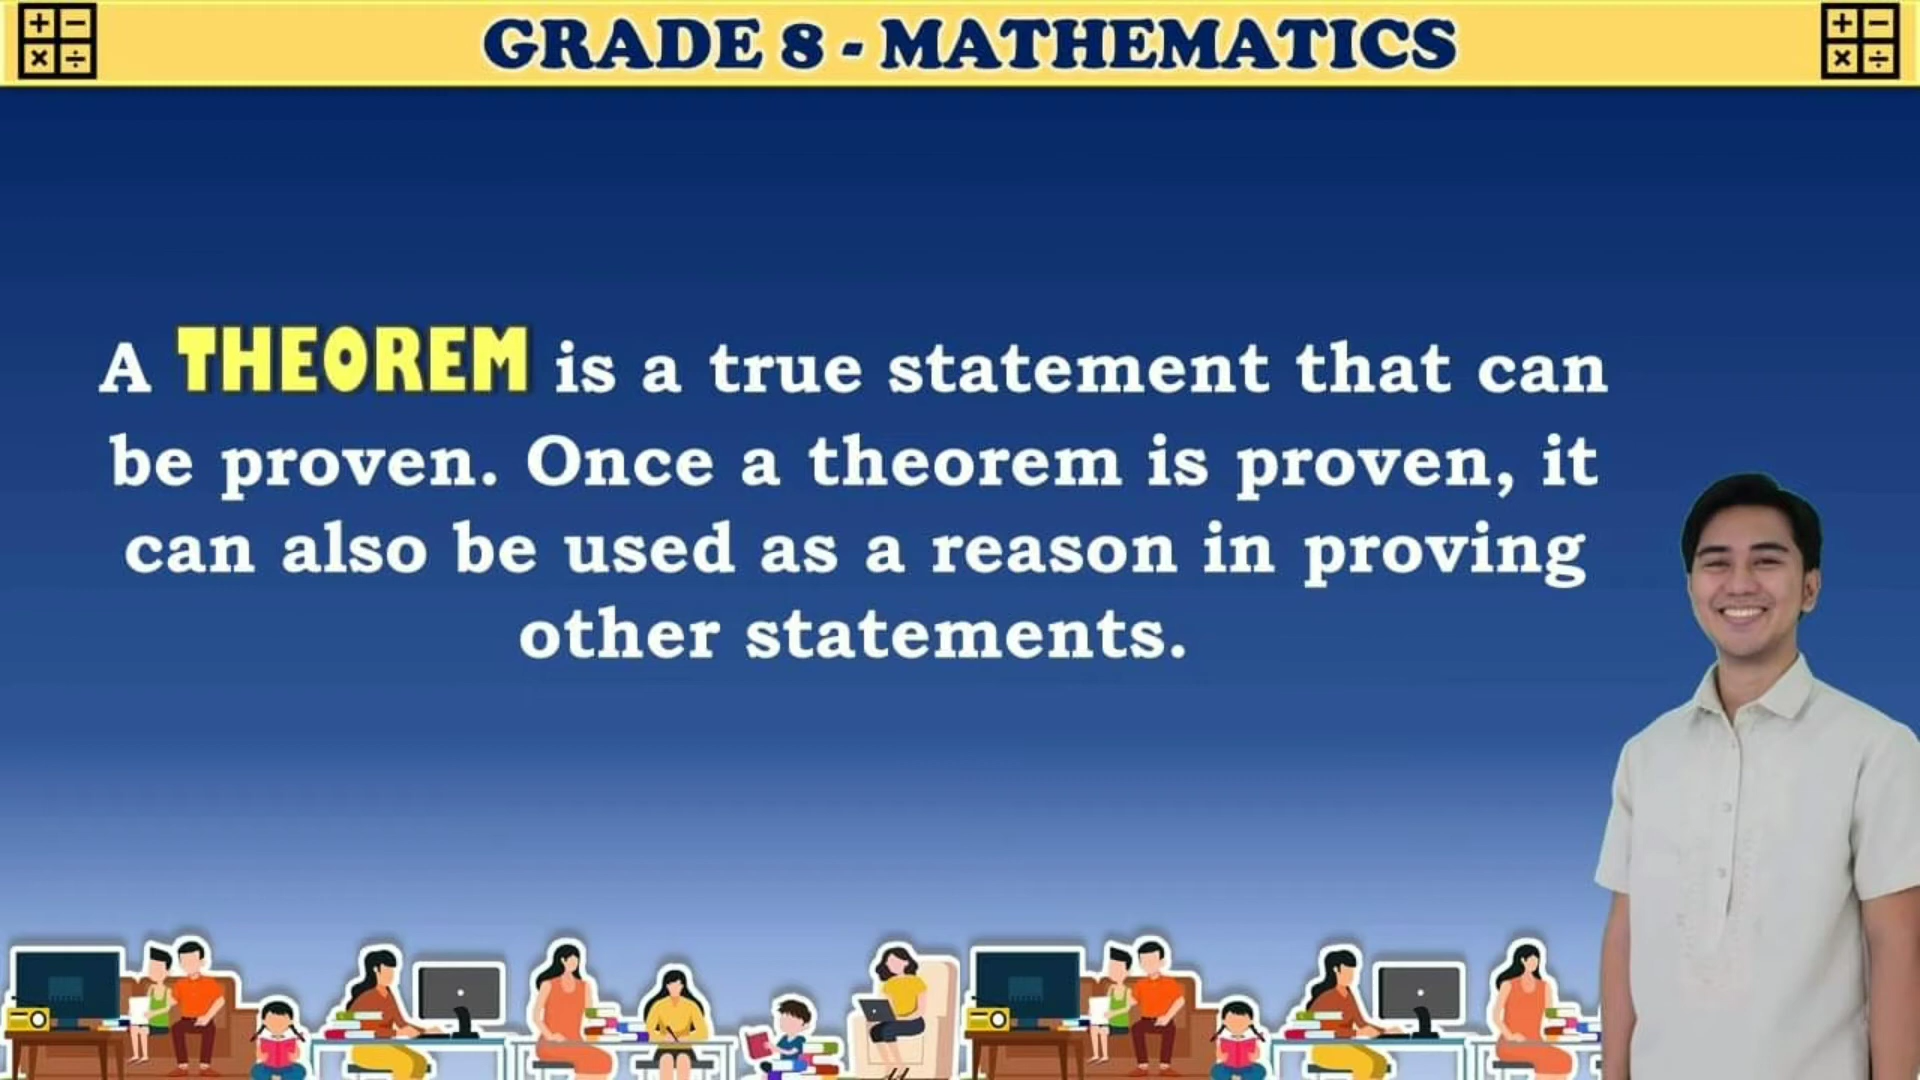 GRADE 8 - MATHEMATICS
A THEOREM is a true statement that can
be proven. Once a theorem is proven, it
can also be used as a reason in proving
other statements.